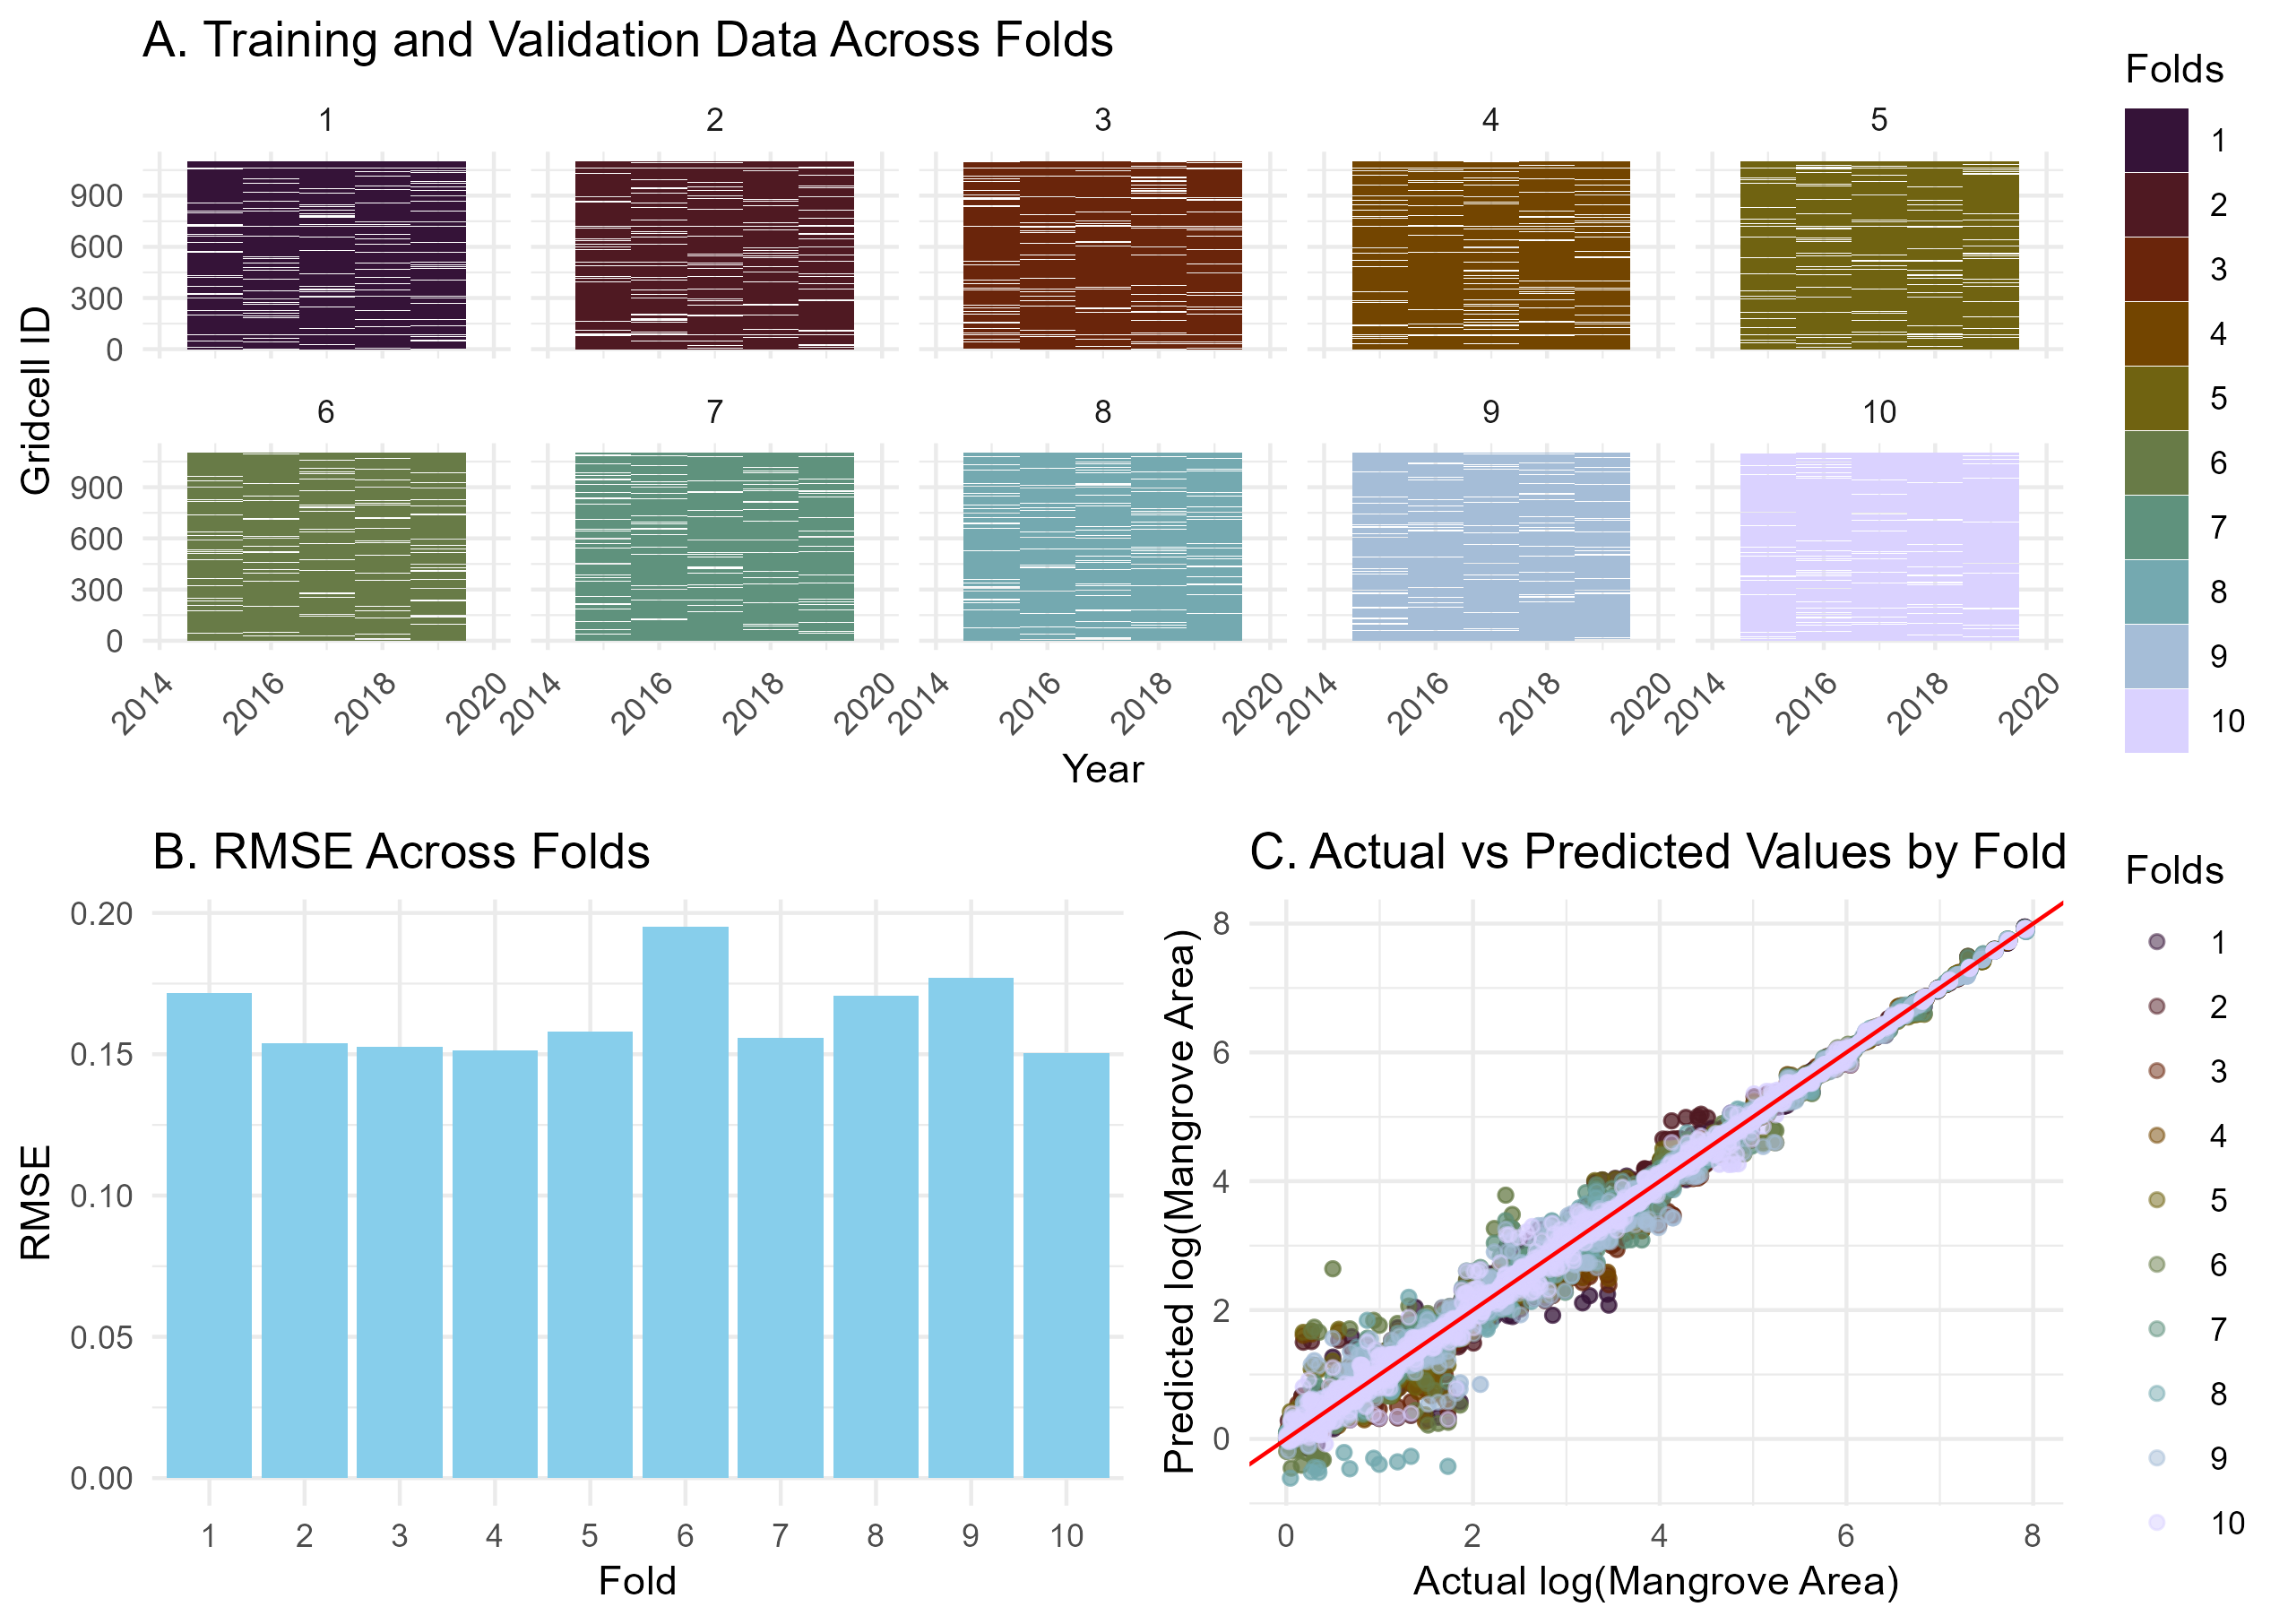 A. Training and Validation Data Across Folds
Folds
1
2
3
4
5
6
7
8
9
10
Gridcell ID
1 2 3 4 5
900
600
300
0
6 7 8 9 10
900
600
300
0
2014 2016 2018 2020 2014 2016 2018 2020 2014 2016 2018 2020 2014 2016 2018 2020 2014 2016 2018 2020
Year
B. RMSE Across Folds
RMSE
0.20
0.15
0.10
0.05
0.00
1 2 3 4 5 6 7 8 9 10
Fold
C. Actual vs Predicted Values by Fold
Predicted log(Mangrove Area)
8
6
4
2
0
0 2 4 6 8
Actual log(Mangrove Area)
Folds
1
2
3
4
5
6
7
8
9
10